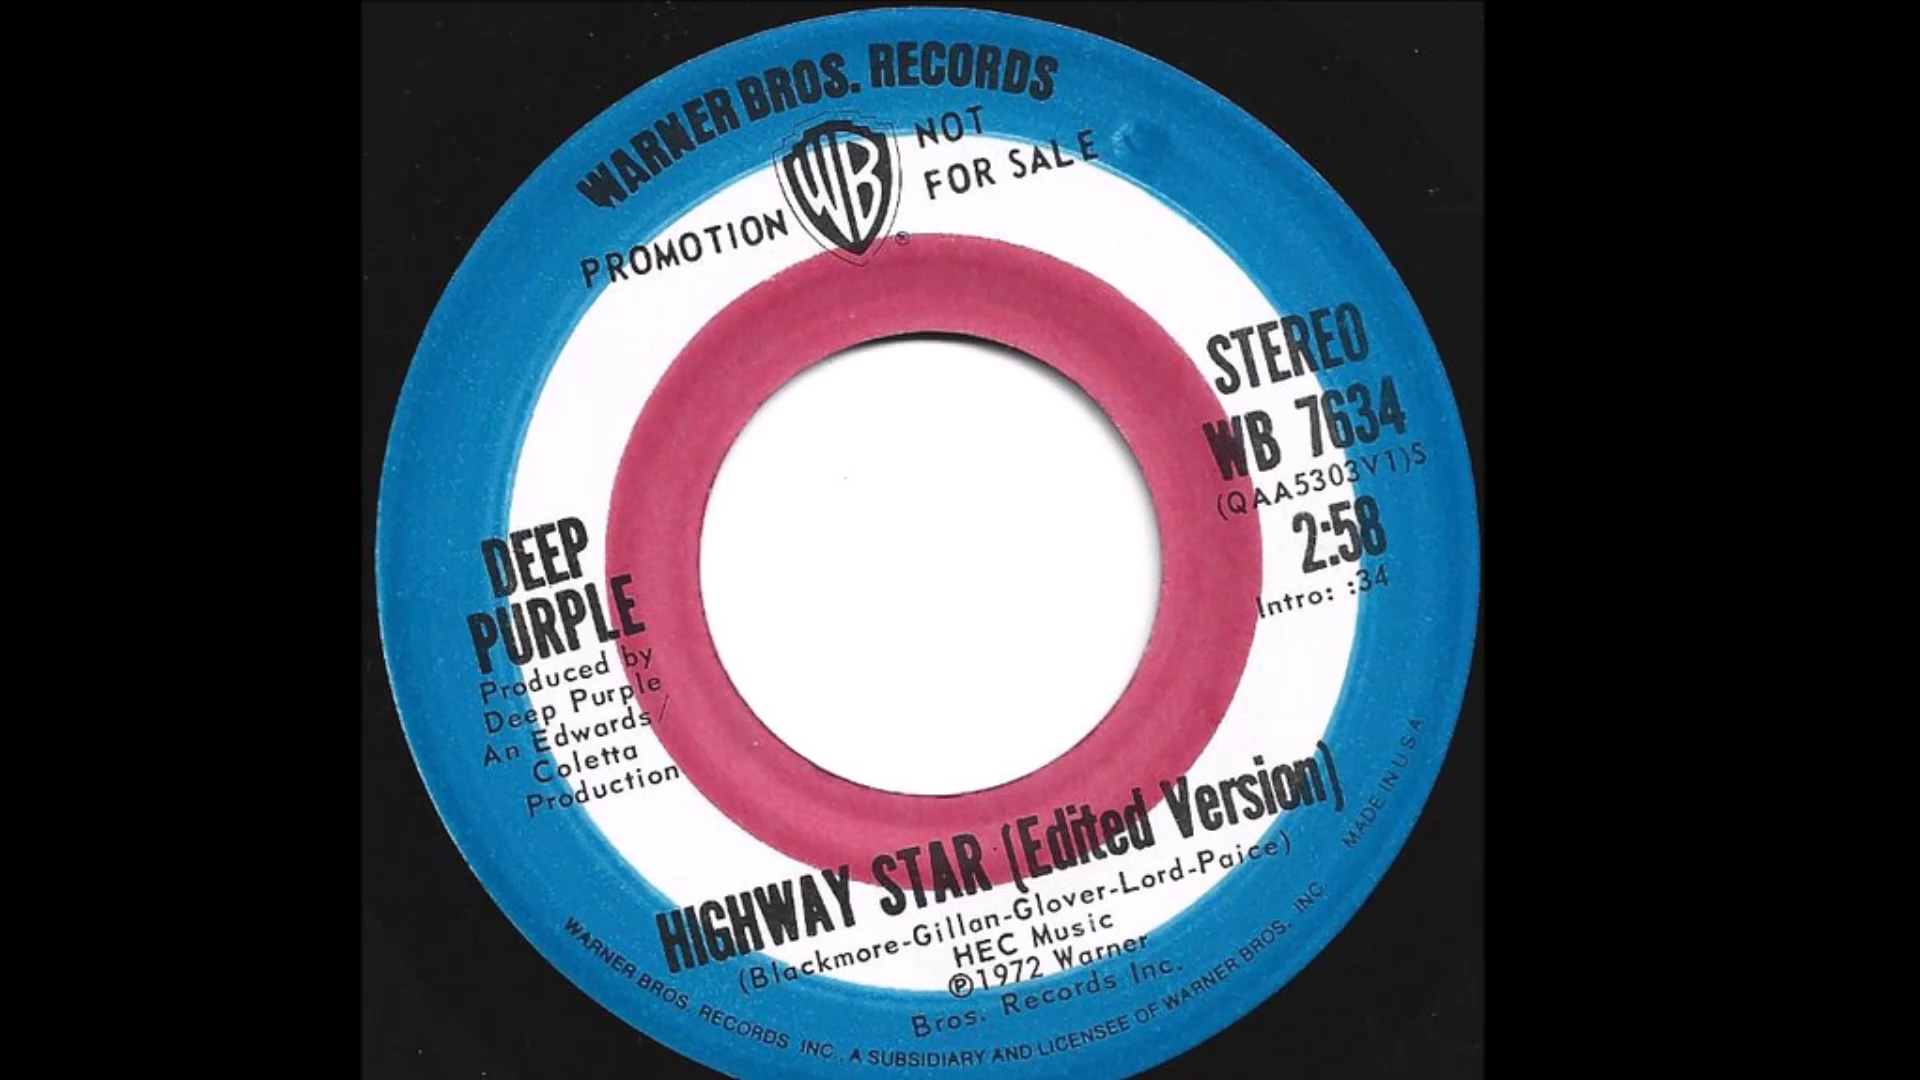 WARNER BROS. RECORDS
WB
®
PROMOTION
NOT
FOR SALE
STEREO
WB 7634
(QAA5303V1)S
2:58
Intro: :34
DEEP
PURPLE
Produced by
Deep Purple
An Edwards/
Coletta
Production
HIGHWAY STAR (Edited Version)
(Blackmore-Gillan-Glover-Lord-Paice)
HEC Music
℗1972 Warner
Bros. Records Inc.
WARNER BROS. RECORDS INC., A SUBSIDIARY AND LICENSEE OF WARNER BROS. INC.
MADE IN U S A